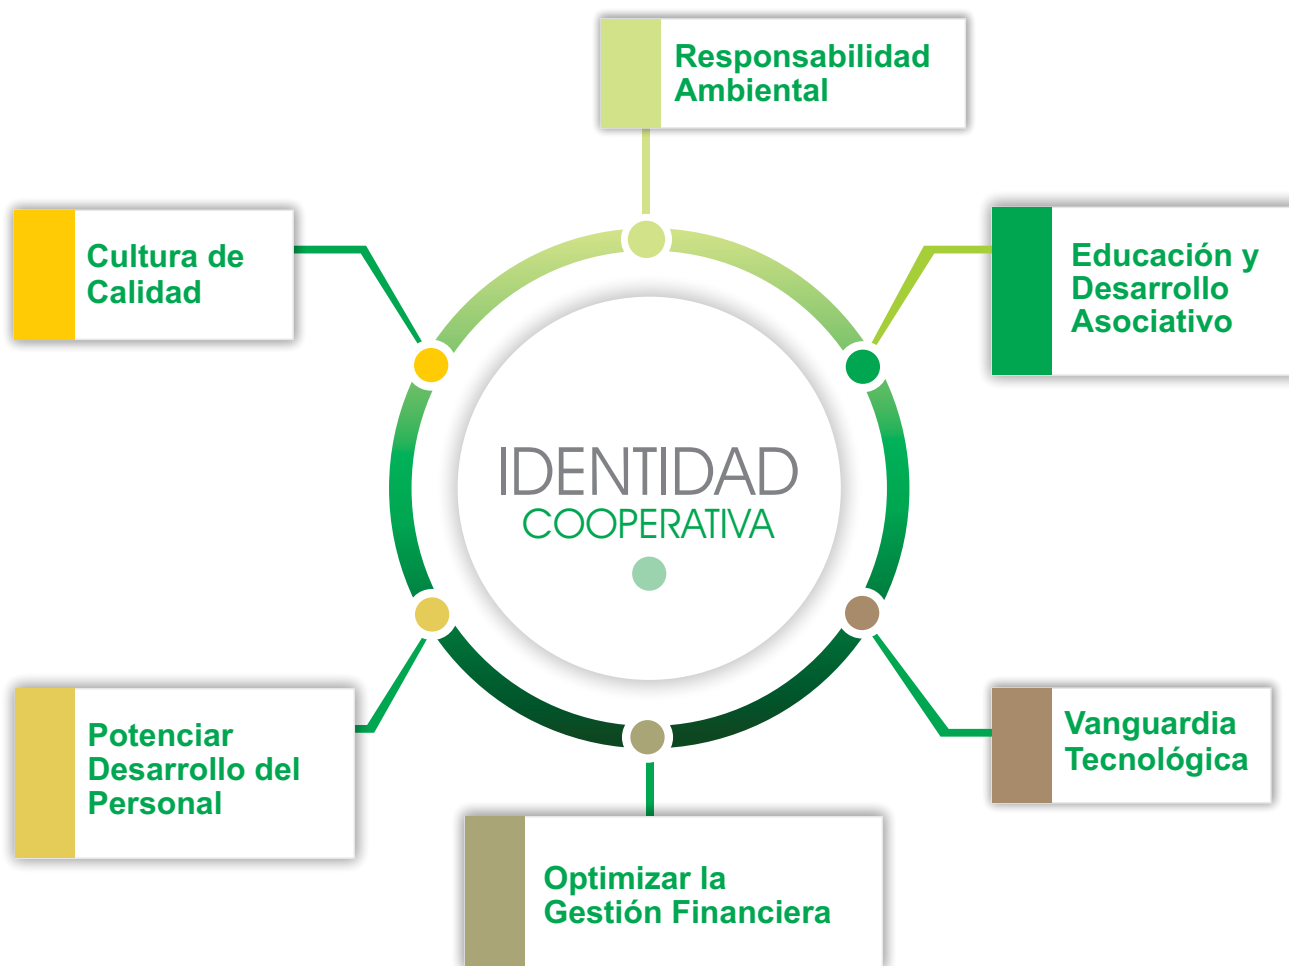 Responsabilidad
Ambiental
Cultura de
Calidad
Educación y
Desarrollo
Asociativo
IDENTIDAD
COOPERATIVA
Potenciar
Desarrollo del
Personal
Vanguardia
Tecnológica
Optimizar la
Gestión Financiera